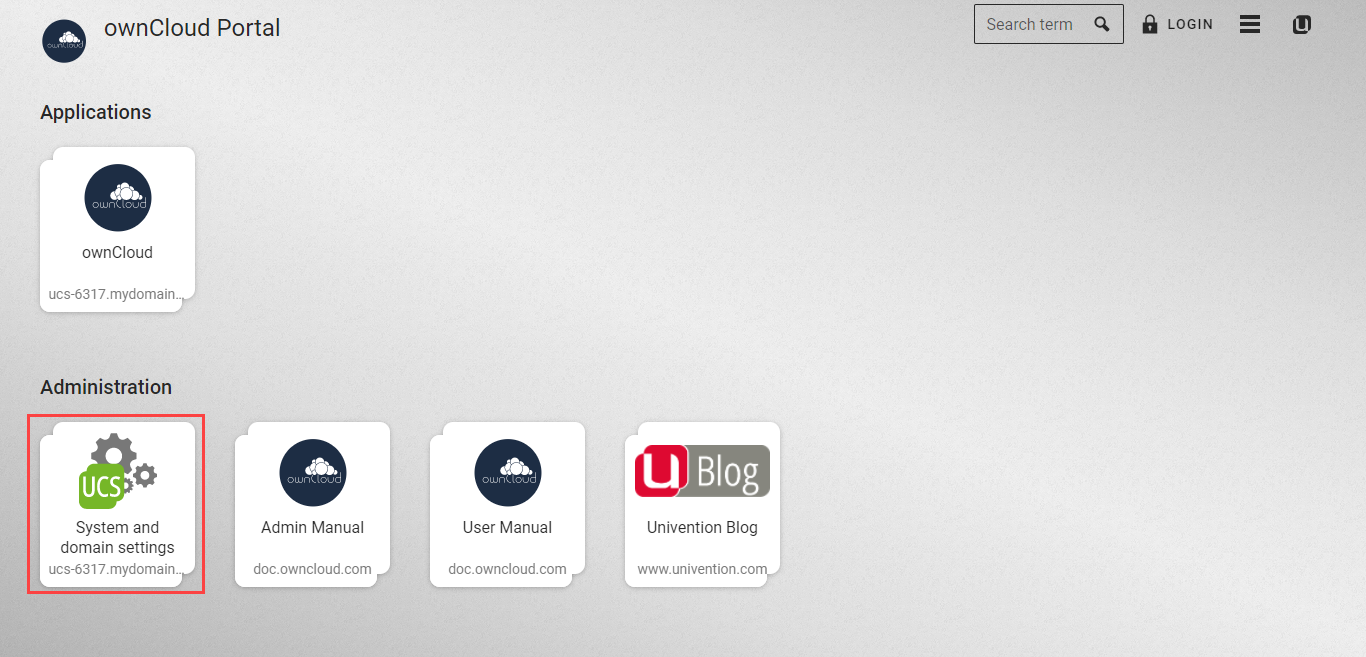 ownCloud
ownCloud Portal
Search term
LOGIN
Applications
ownCloud
ownCloud
ucs-6317.mydomain...
Administration
UCS
System and
domain settings
ucs-6317.mydomain...
ownCloud
Admin Manual
doc.owncloud.com
ownCloud
User Manual
doc.owncloud.com
u Blog
Univention Blog
www.univention.com